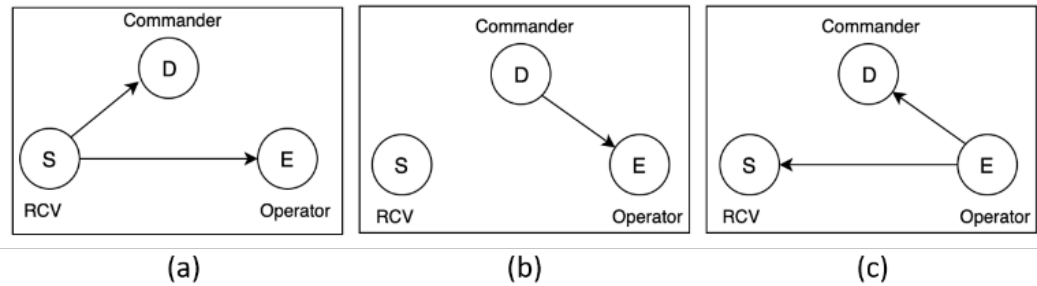 Commander
D
S
E
RCV
Operator
(a)
Commander
D
S
E
RCV
Operator
(b)
Commander
D
S
E
RCV
Operator
(c)